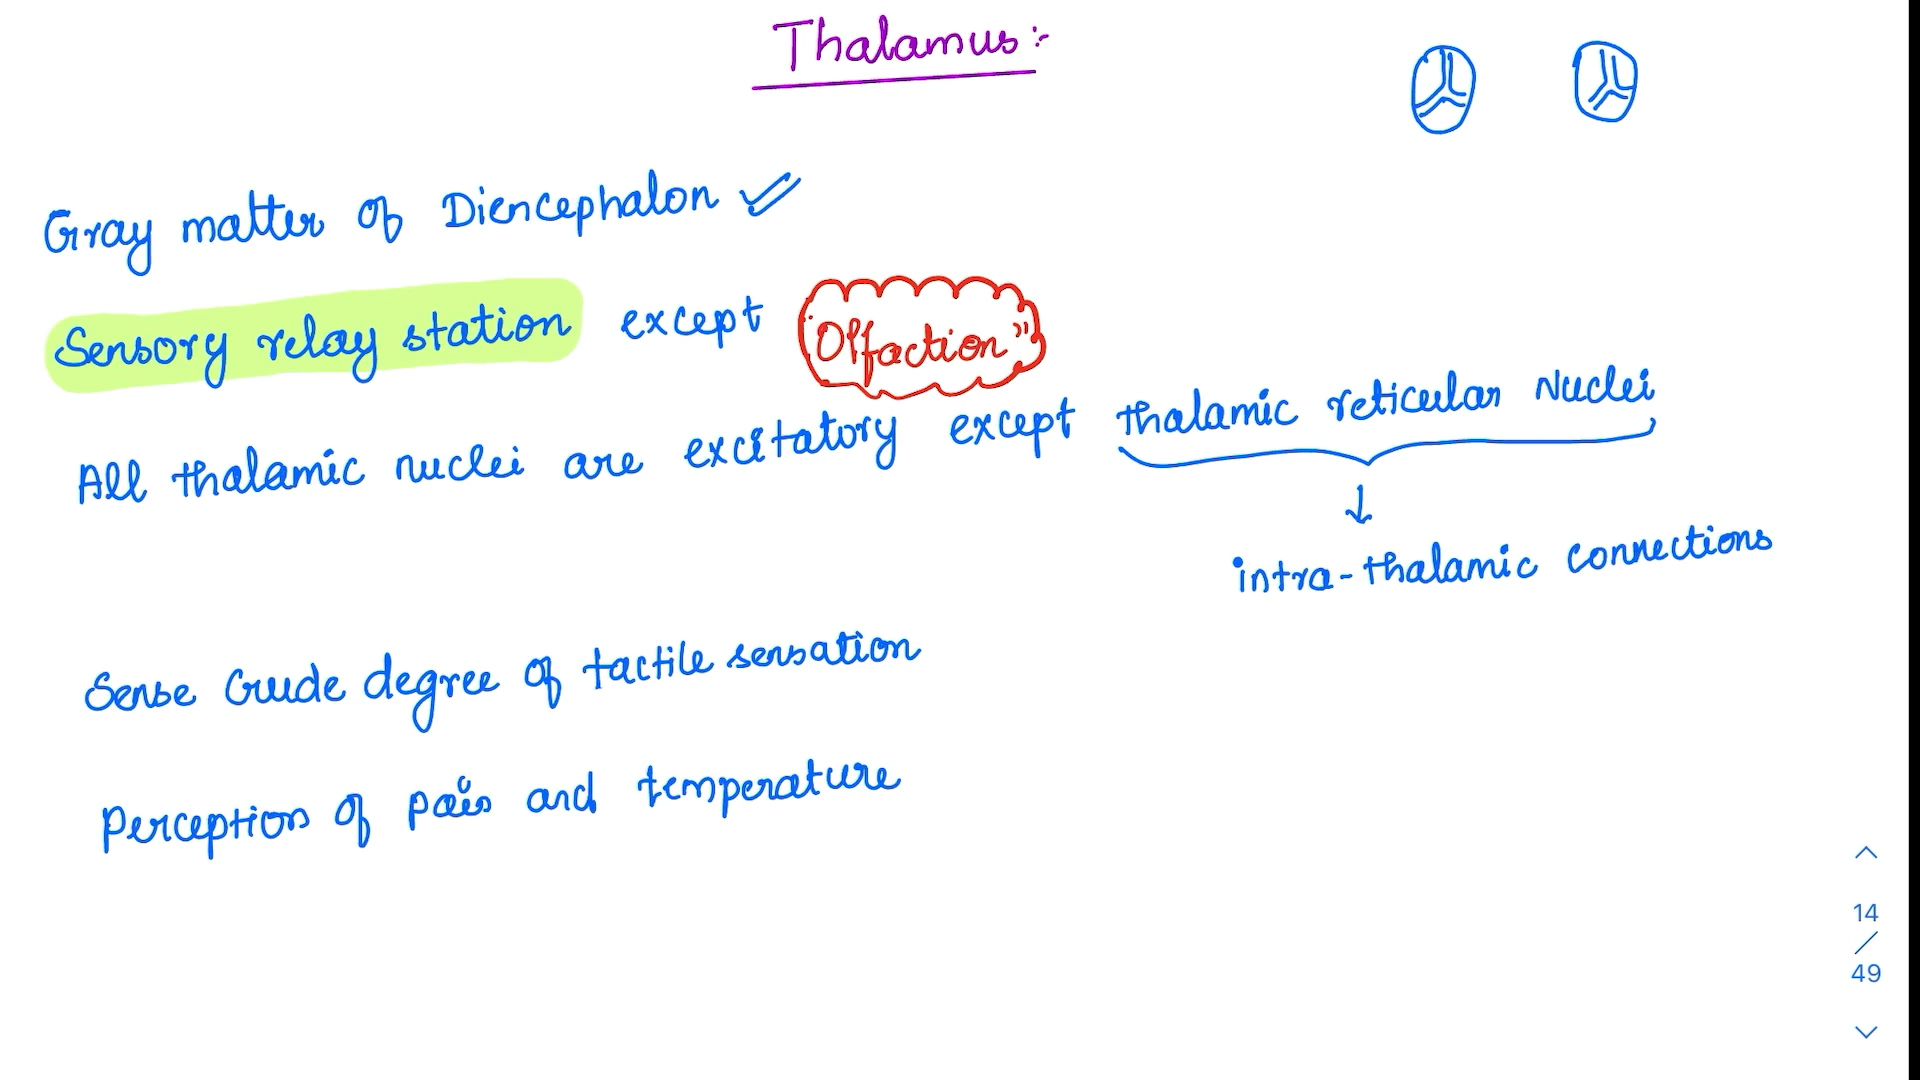 Thalamus :-
Gray matter of Diencephalon
Sensory relay station except "Olfaction"
All thalamic nuclei are excitatory except thalamic reticular Nuclei
↓
intra-thalamic connections
Sense Crude degree of tactile sensation
Perception of pain and temperature
14
/
49